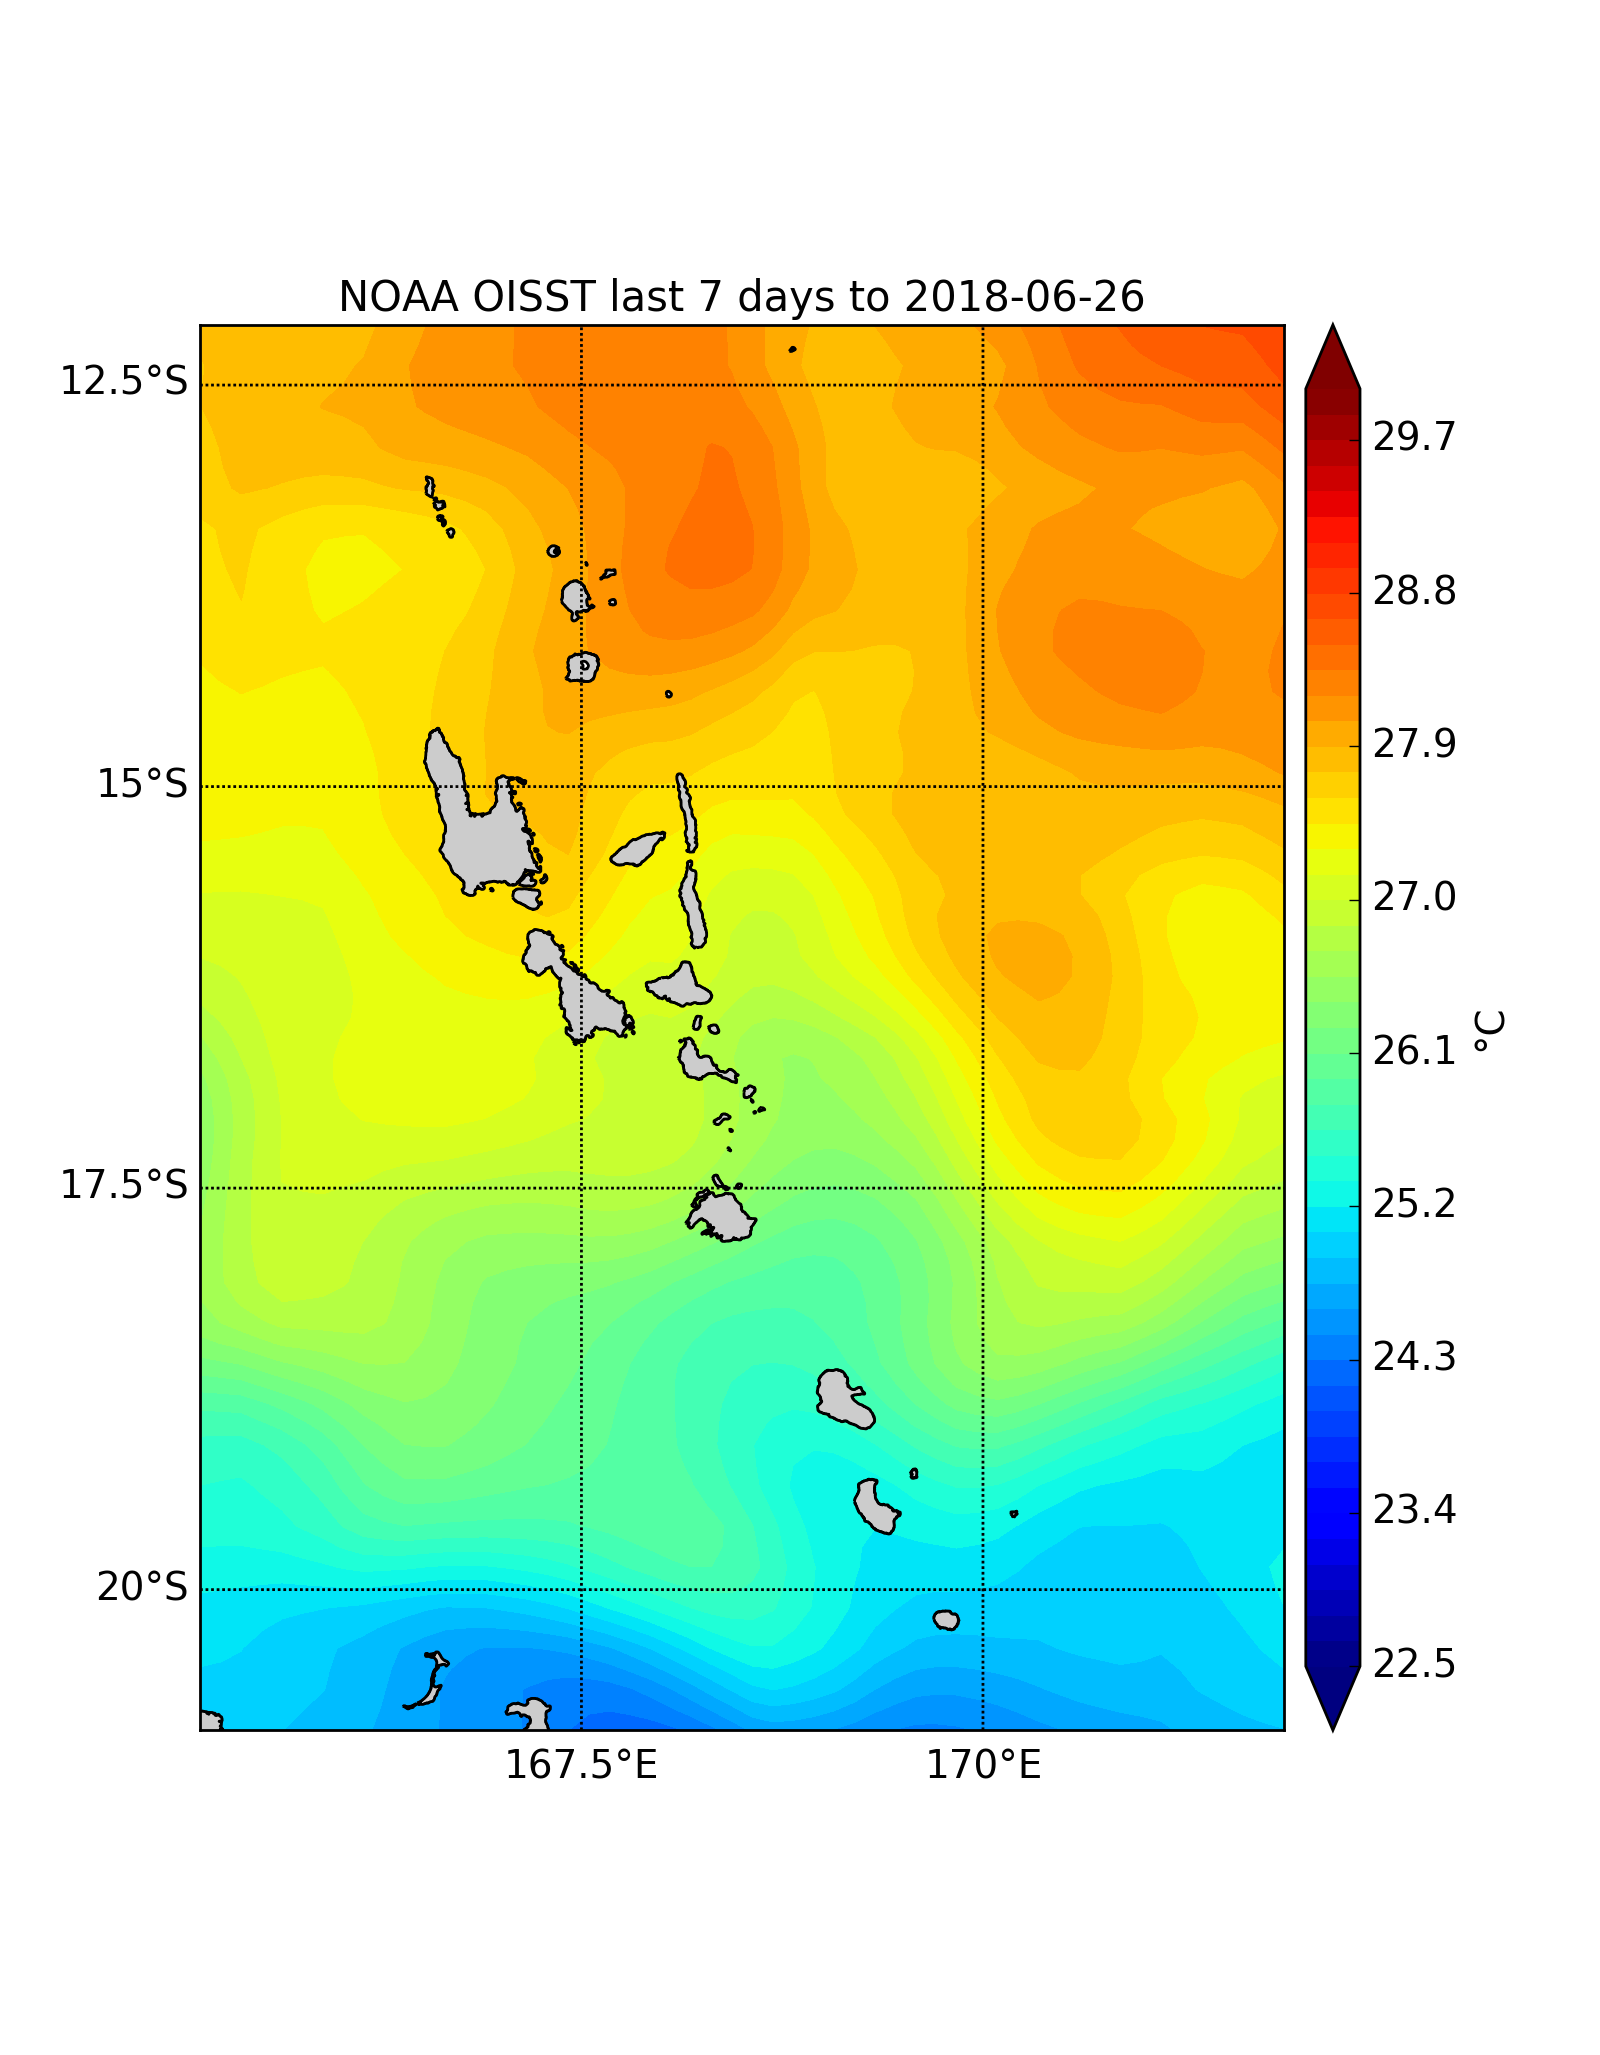 NOAA OISST last 7 days to 2018-06-26
12.5°S
15°S
17.5°S
20°S
167.5°E
170°E
29.7
28.8
27.9
27.0
26.1
25.2
24.3
23.4
22.5
°C